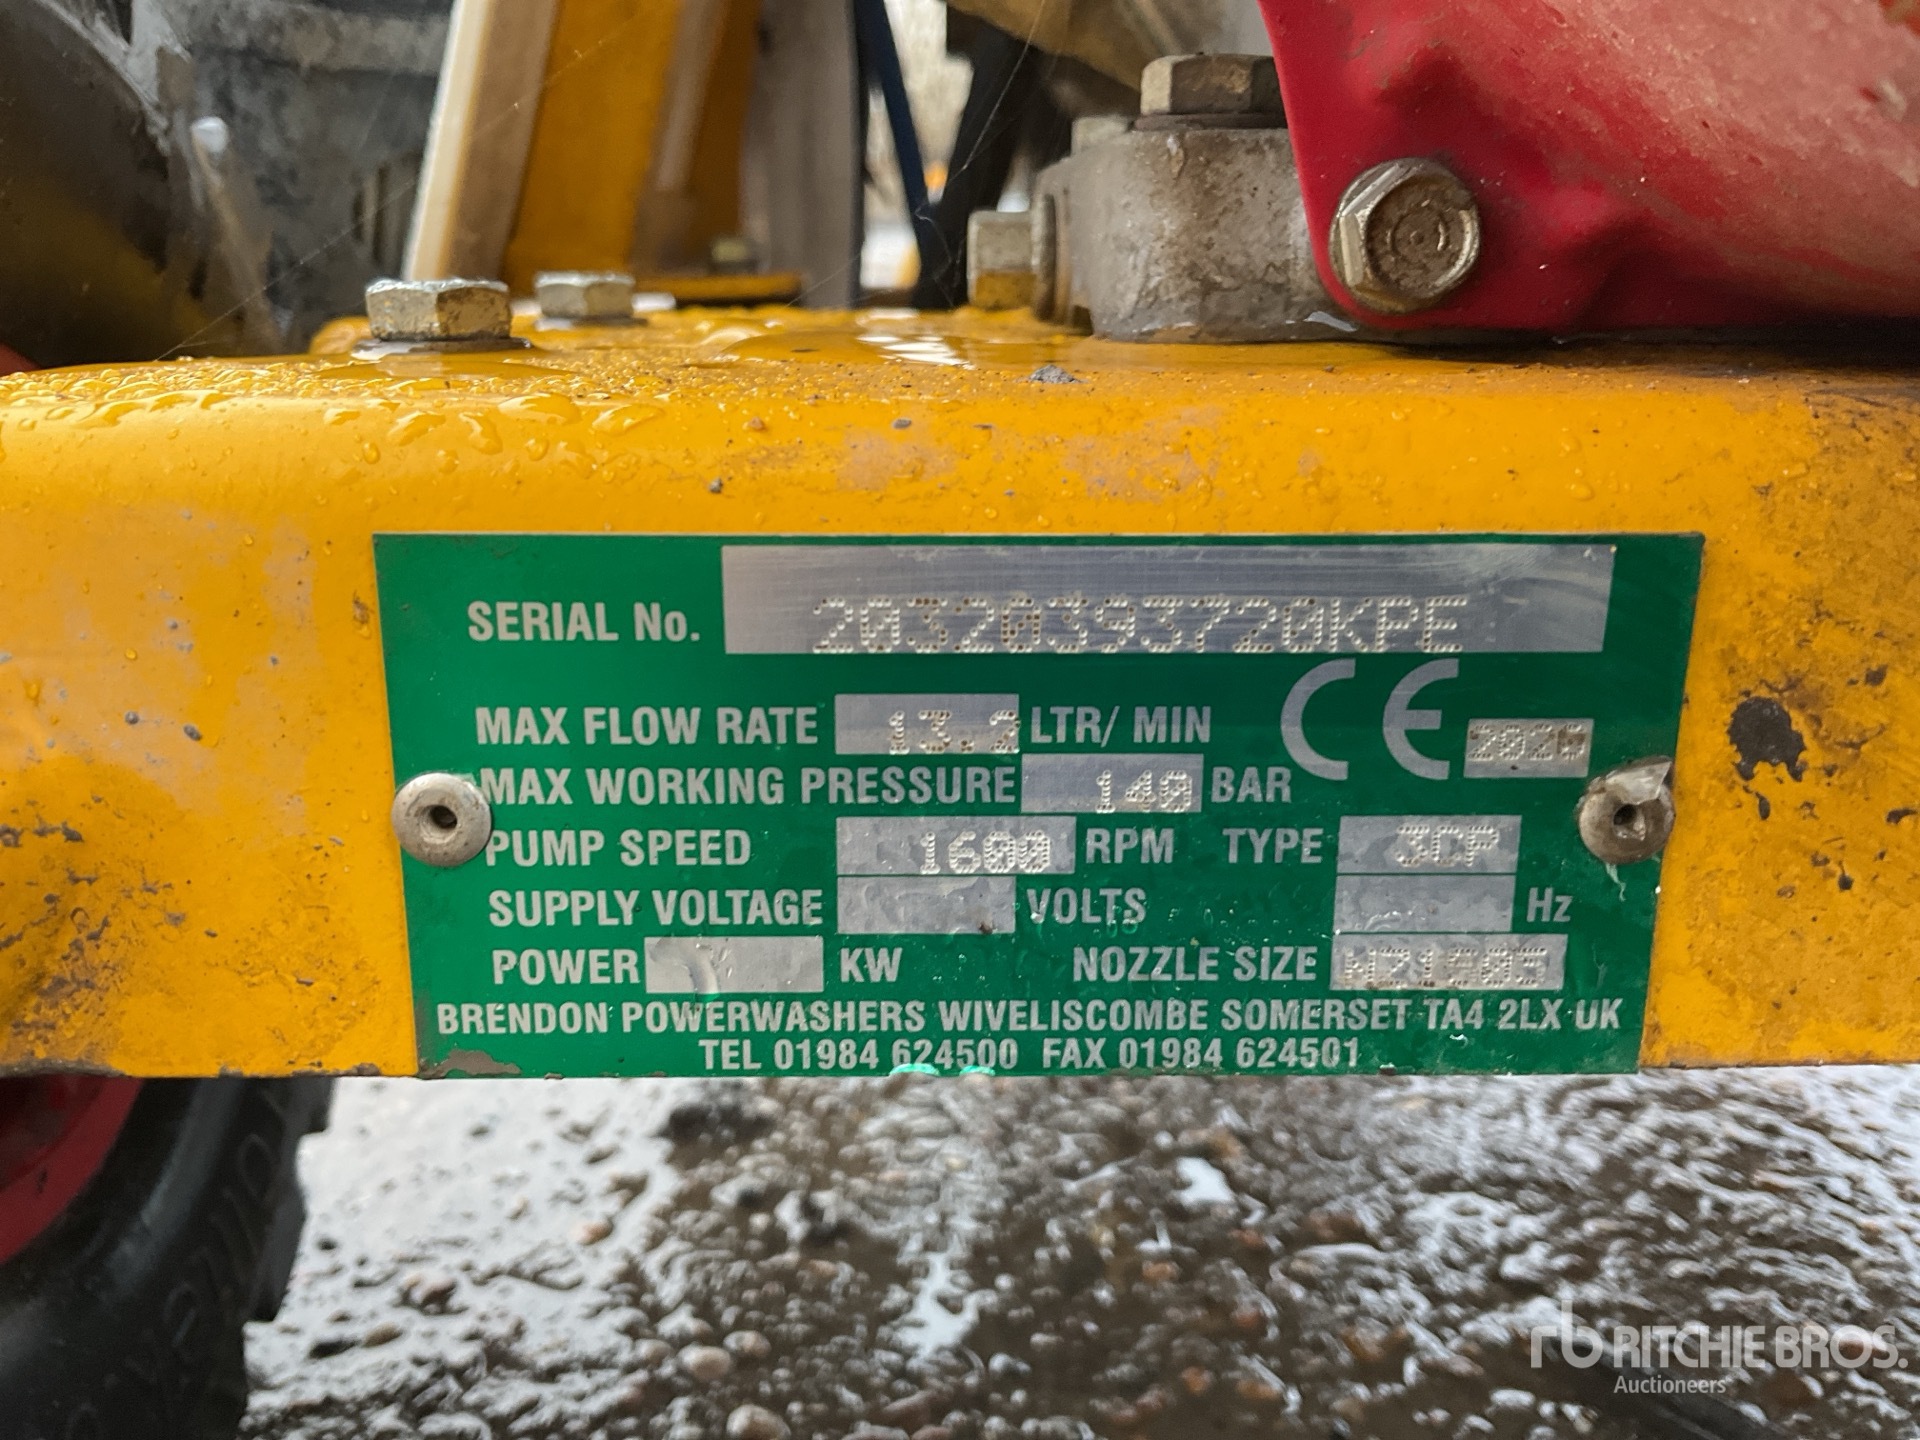 SERIAL No. 20320393720KPE
MAX FLOW RATE 13.2 LTR/ MIN CE 2020
MAX WORKING PRESSURE 140 BAR
PUMP SPEED 1600 RPM TYPE 3CP
SUPPLY VOLTAGE VOLTS Hz
POWER KW NOZZLE SIZE
BRENDON POWERWASHERS WIVELISCOMBE SOMERSET TA4 2LX UK
TEL 01984 624500 FAX 01984 624501
rb RITCHIE BROS.
Auctioneers